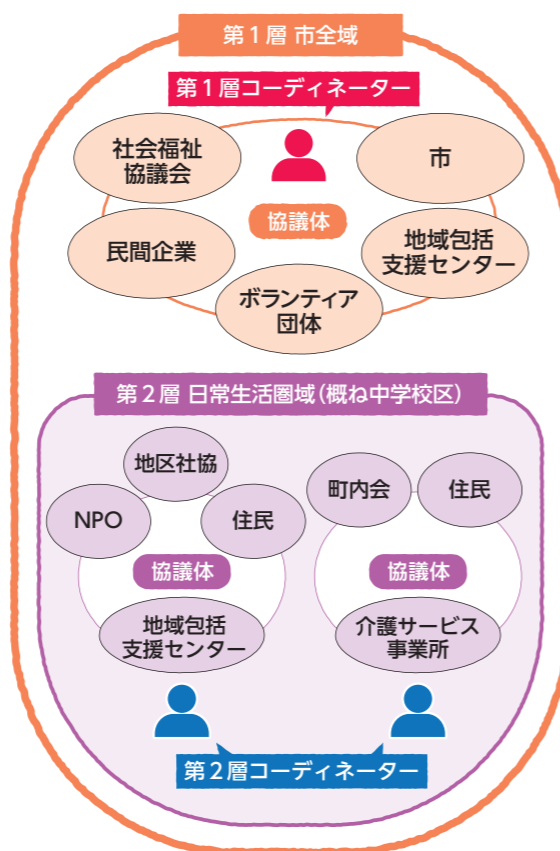 第1層 市全域
第1層コーディネーター
社会福祉
協議会
市
協議体
民間企業
地域包括
支援センター
ボランティア
団体
第2層 日常生活圏域(概ね中学校区)
地区社協
NPO
住民
協議体
地域包括
支援センター
町内会
住民
協議体
介護サービス
事業所
第2層コーディネーター